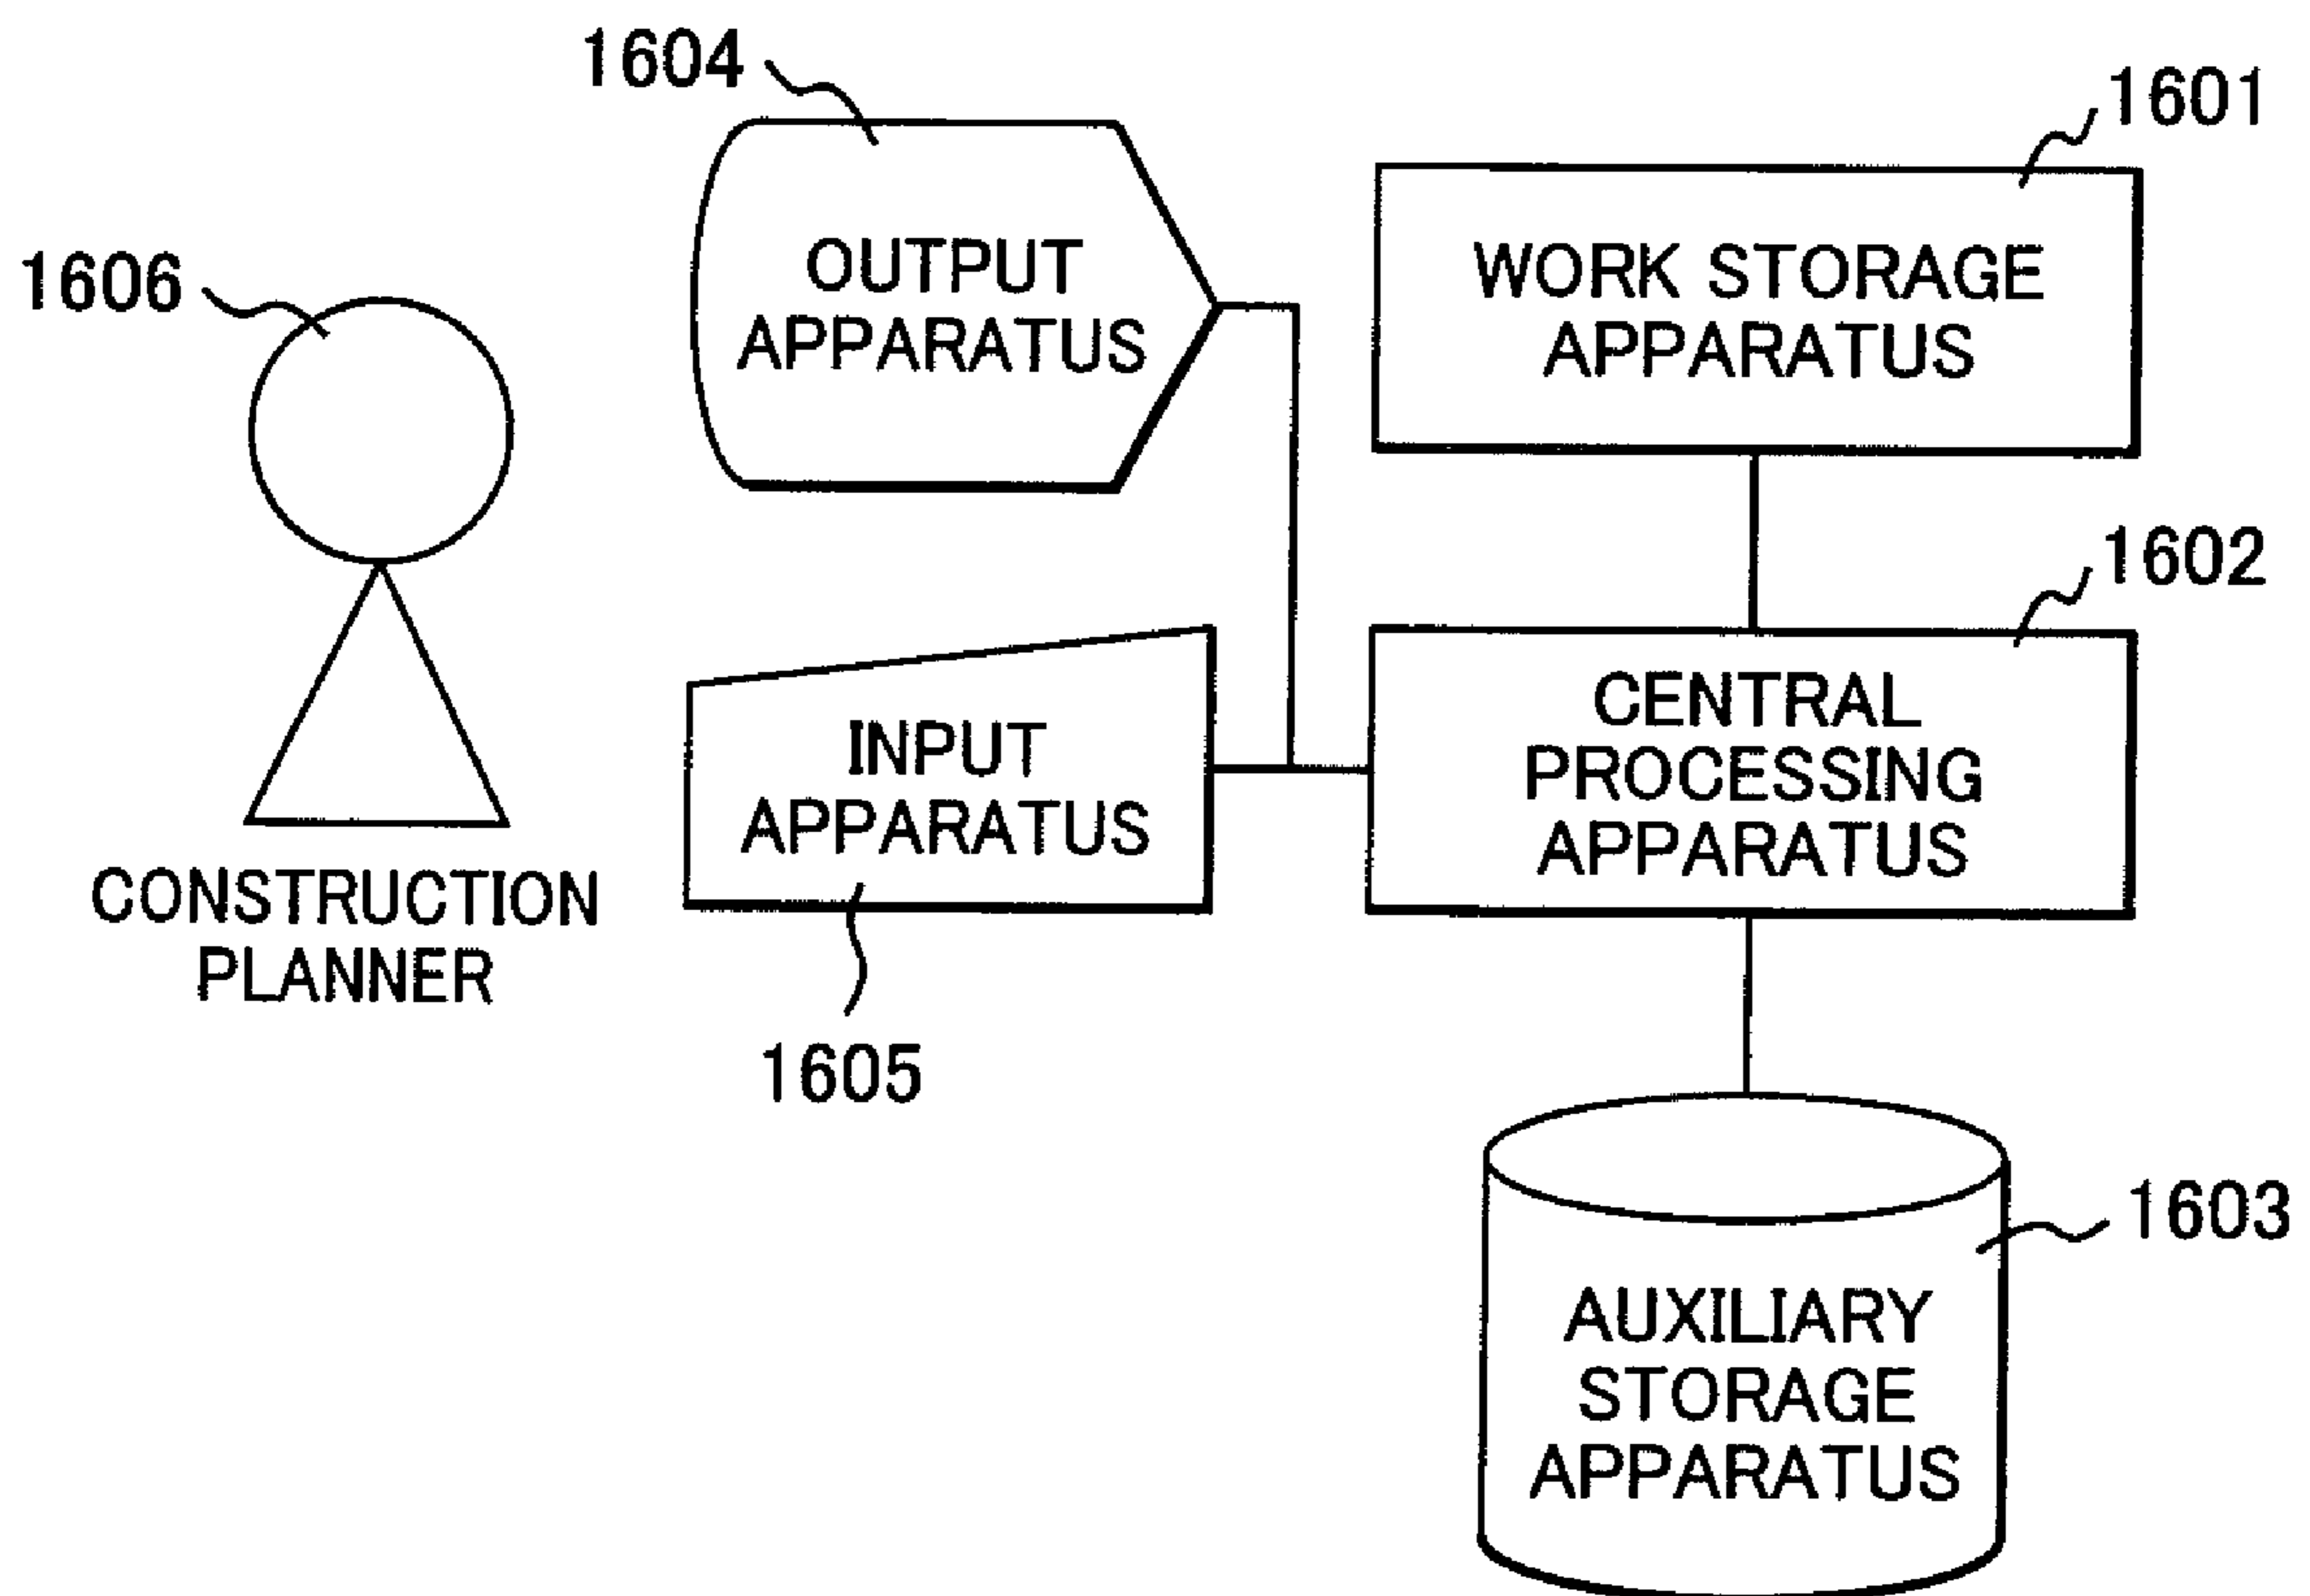 1604
1601
1606
OUTPUT
APPARATUS
WORK STORAGE
APPARATUS
1602
CENTRAL
PROCESSING
APPARATUS
INPUT
APPARATUS
CONSTRUCTION
PLANNER
1605
1603
AUXILIARY
STORAGE
APPARATUS